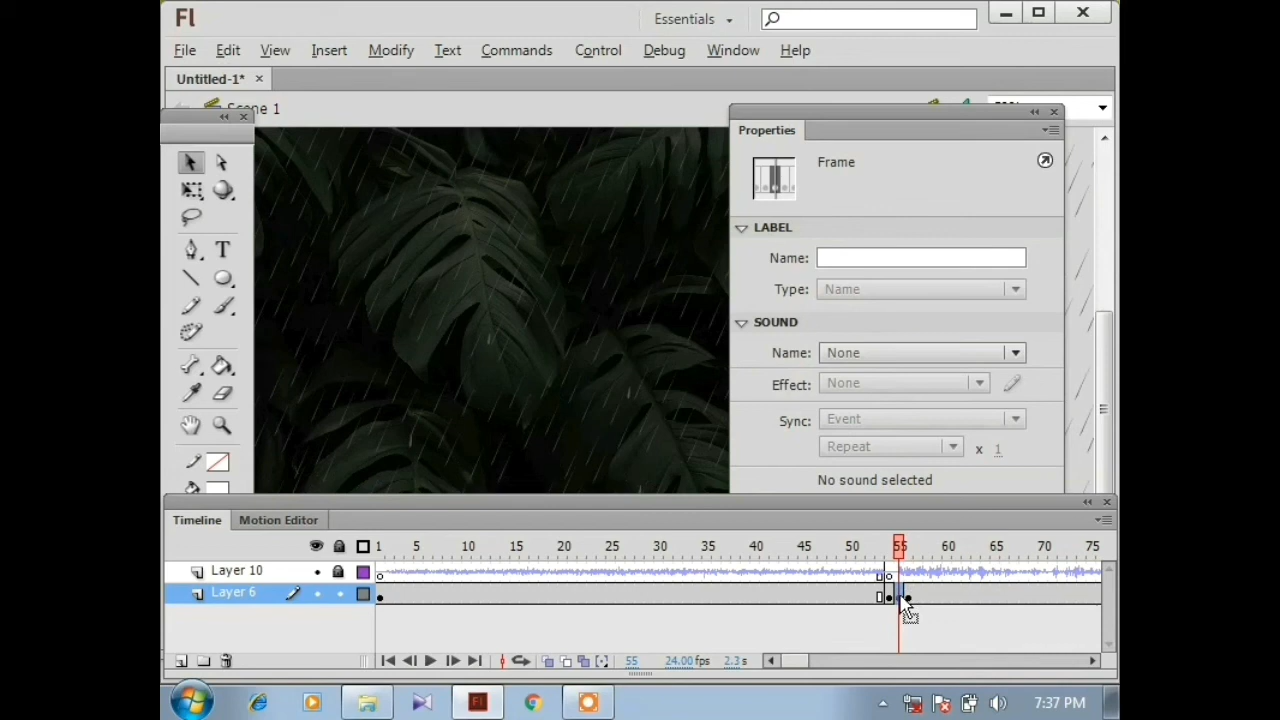 Fl
Essentials
File Edit View Insert Modify Text Commands Control Debug Window Help
Untitled-1* ×
Scene 1
Properties
Frame
LABEL
Name:
Type: Name
SOUND
Name: None
Effect: None
Sync: Event
Repeat x 1
No sound selected
Timeline Motion Editor
1 5 10 15 20 25 30 35 40 45 50 55 60 65 70 75
Layer 10
Layer 6
55 24.00 fps 2.3 s
7:37 PM